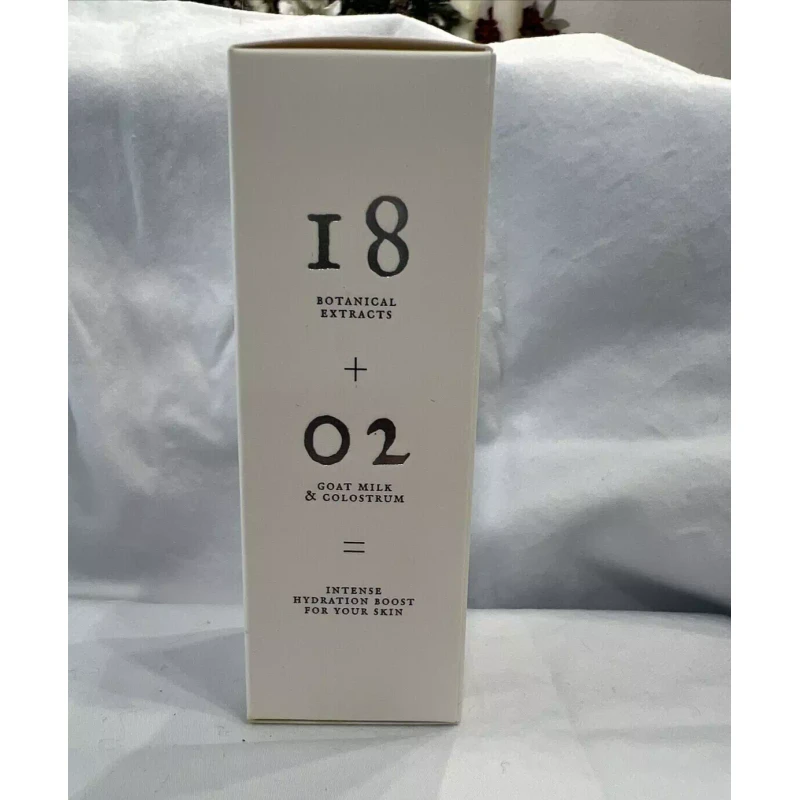 18
BOTANICAL
EXTRACTS
+
02
GOAT MILK
& COLOSTRUM
=
INTENSE
HYDRATION BOOST
FOR YOUR SKIN